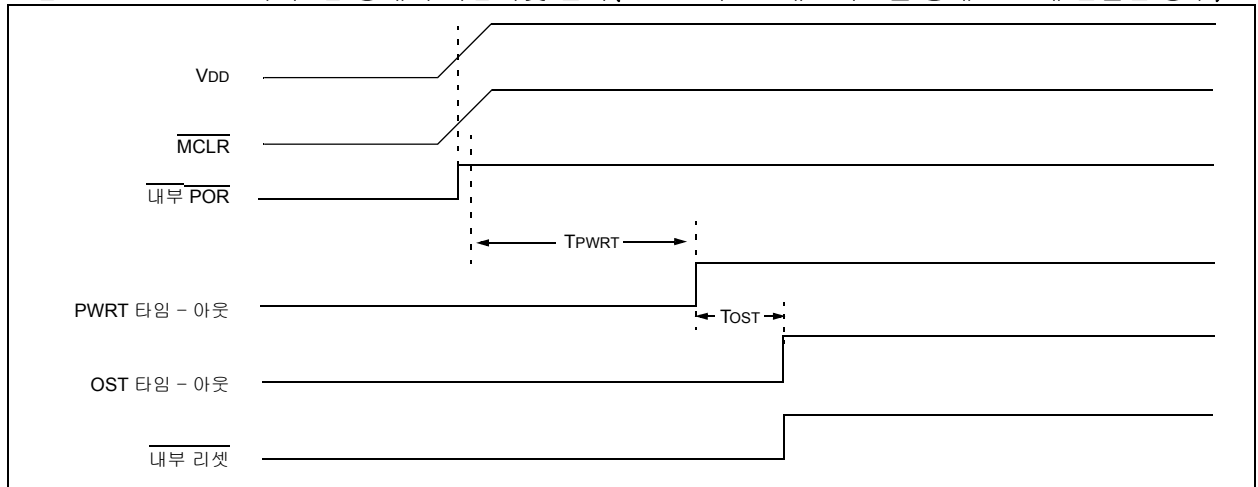 VDD
MCLR
내부 POR
TPWRT
PWRT 타임 – 아웃
TOST
OST 타임 – 아웃
내부 리셋